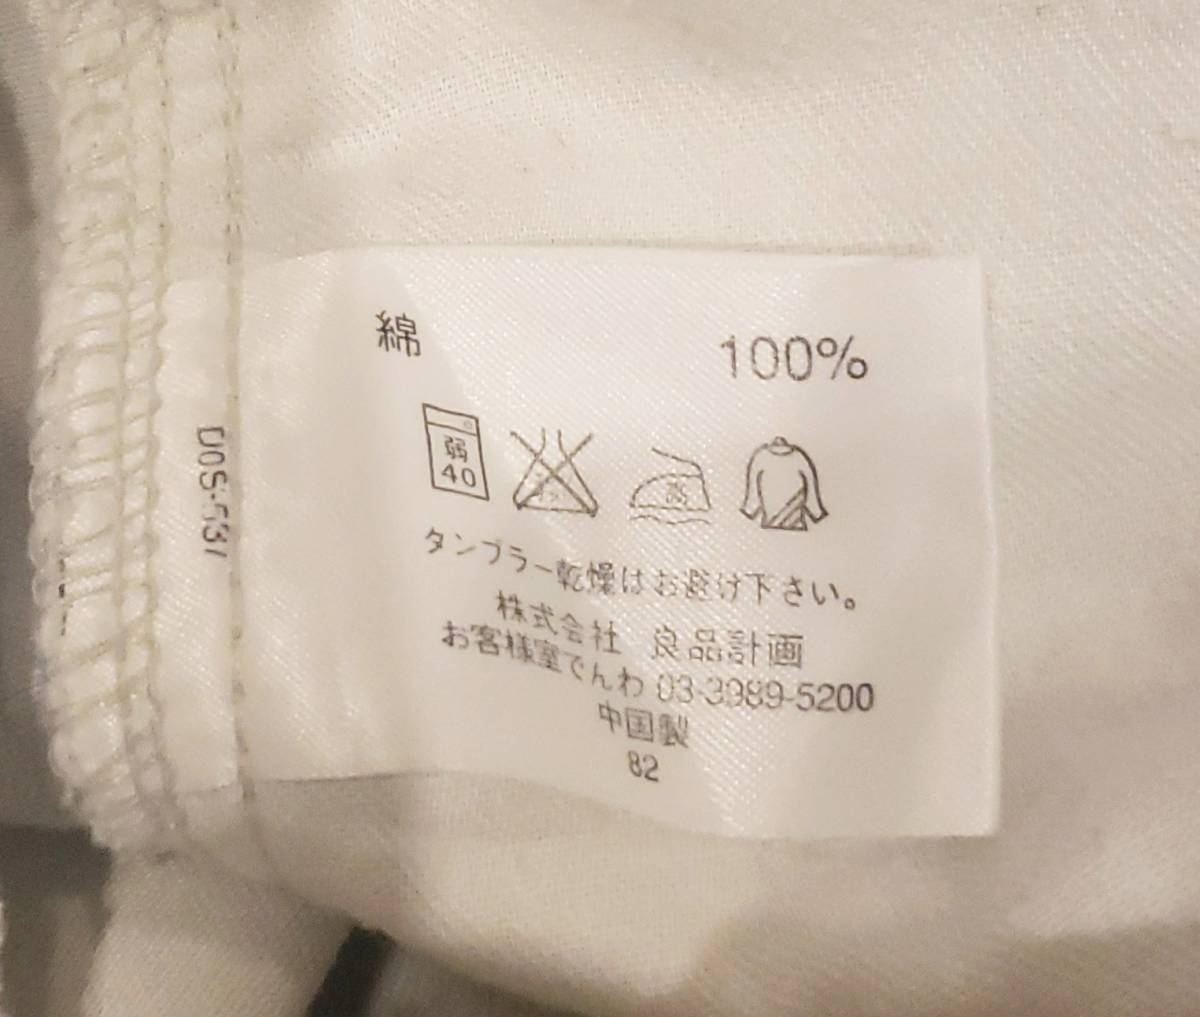 綿 100%
弱
40
タンブラー乾燥はお避け下さい。
株式会社 良品計画
お客様室でんわ 03-3989-5200
中国製
82